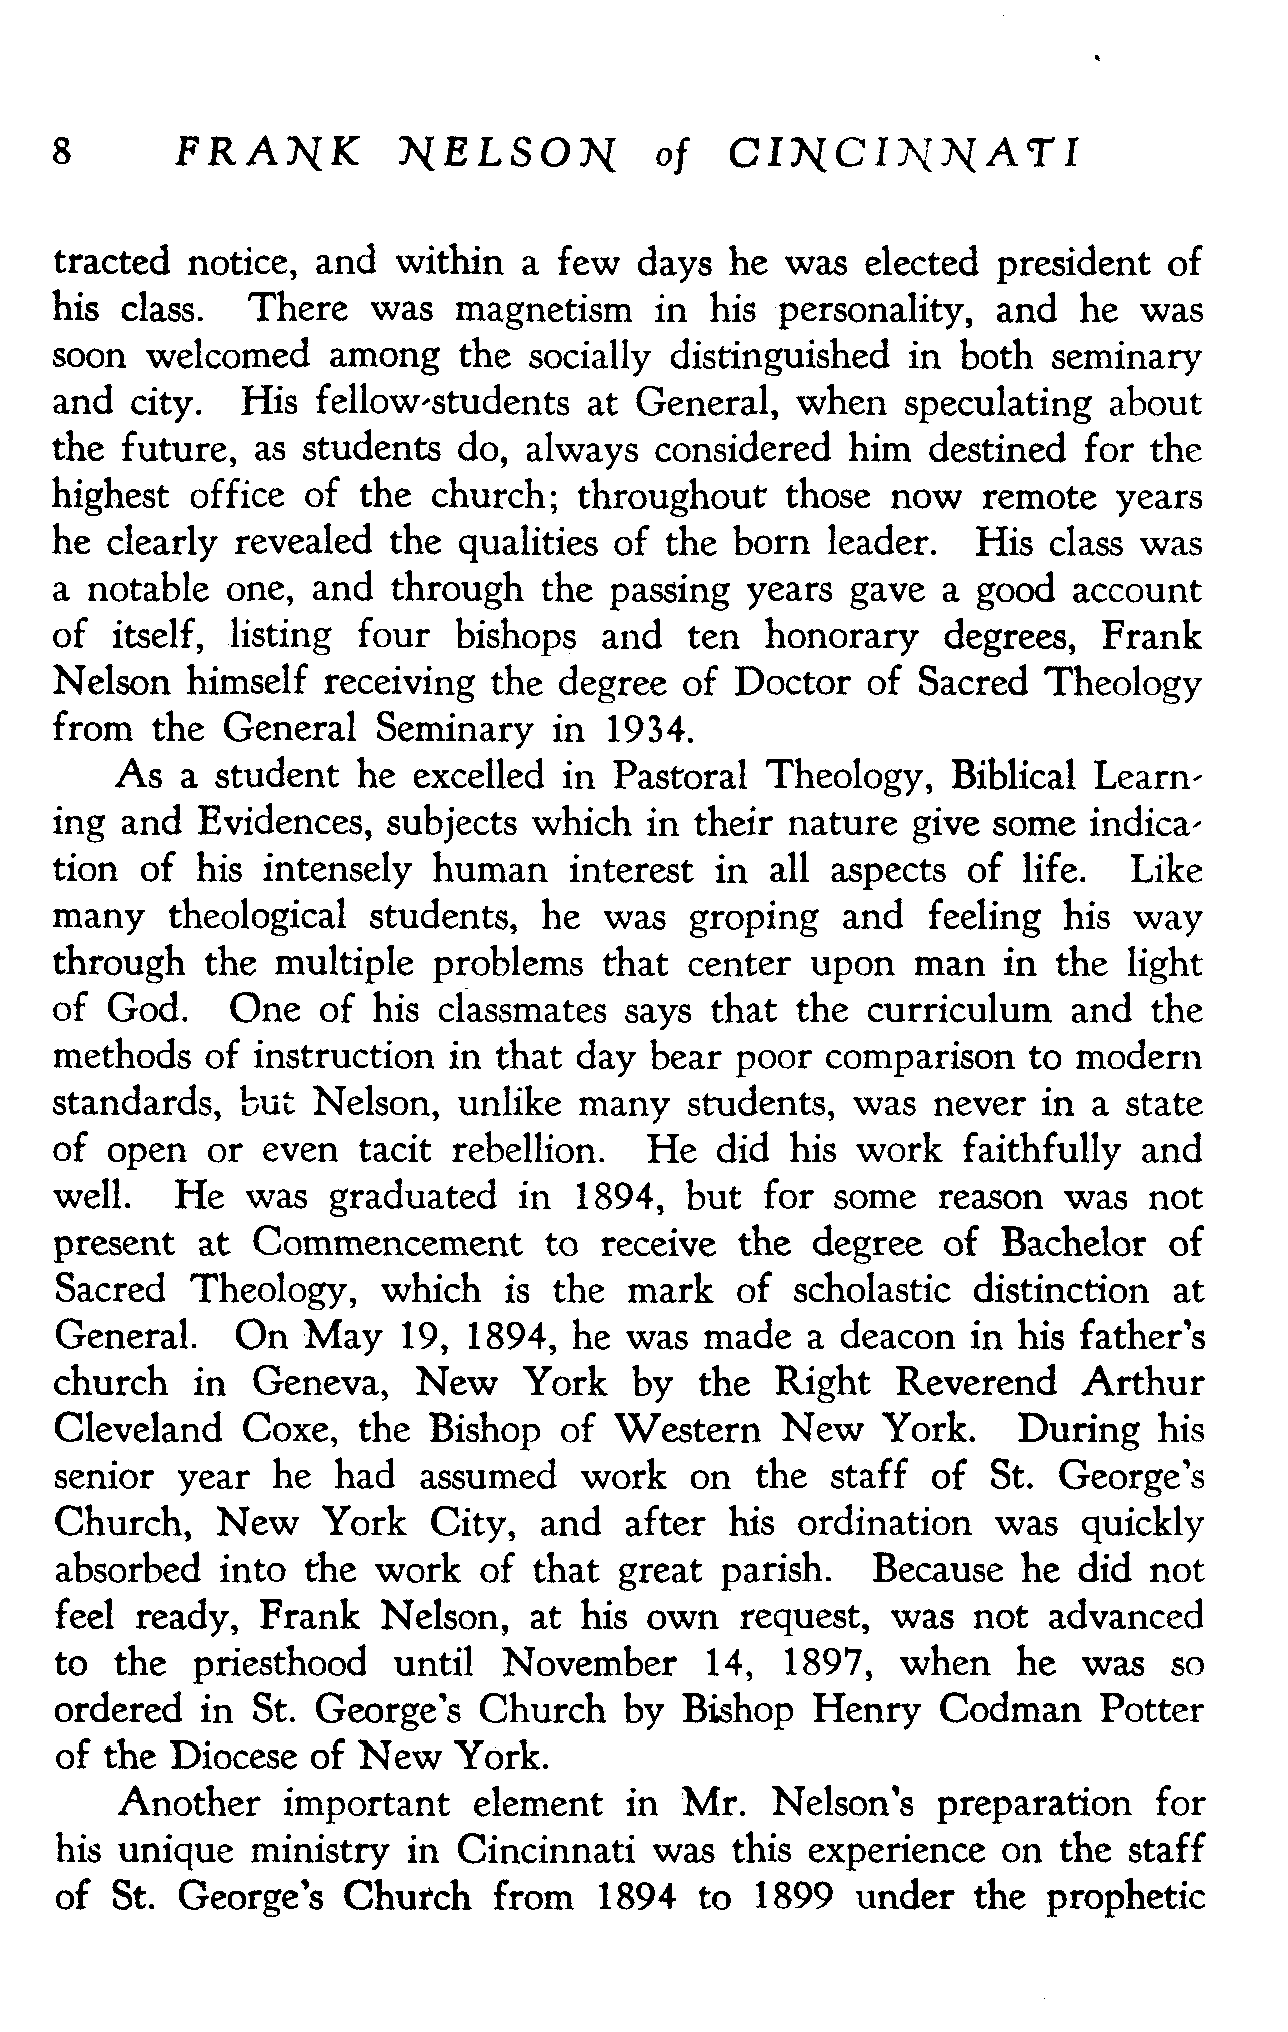 8 FRANK NELSON of CINCINNATI
tracted notice, and within a few days he was elected president of
his class. There was magnetism in his personality, and he was
soon welcomed among the socially distinguished in both seminary
and city. His fellow-students at General, when speculating about
the future, as students do, always considered him destined for the
highest office of the church; throughout those now remote years
he clearly revealed the qualities of the born leader. His class was
a notable one, and through the passing years gave a good account
of itself, listing four bishops and ten honorary degrees, Frank
Nelson himself receiving the degree of Doctor of Sacred Theology
from the General Seminary in 1934.
As a student he excelled in Pastoral Theology, Biblical Learn-
ing and Evidences, subjects which in their nature give some indica-
tion of his intensely human interest in all aspects of life. Like
many theological students, he was groping and feeling his way
through the multiple problems that center upon man in the light
of God. One of his classmates says that the curriculum and the
methods of instruction in that day bear poor comparison to modern
standards, but Nelson, unlike many students, was never in a state
of open or even tacit rebellion. He did his work faithfully and
well. He was graduated in 1894, but for some reason was not
present at Commencement to receive the degree of Bachelor of
Sacred Theology, which is the mark of scholastic distinction at
General. On May 19, 1894, he was made a deacon in his father's
church in Geneva, New York by the Right Reverend Arthur
Cleveland Coxe, the Bishop of Western New York. During his
senior year he had assumed work on the staff of St. George's
Church, New York City, and after his ordination was quickly
absorbed into the work of that great parish. Because he did not
feel ready, Frank Nelson, at his own request, was not advanced
to the priesthood until November 14, 1897, when he was so
ordered in St. George's Church by Bishop Henry Codman Potter
of the Diocese of New York.
Another important element in Mr. Nelson's preparation for
his unique ministry in Cincinnati was this experience on the staff
of St. George's Church from 1894 to 1899 under the prophetic